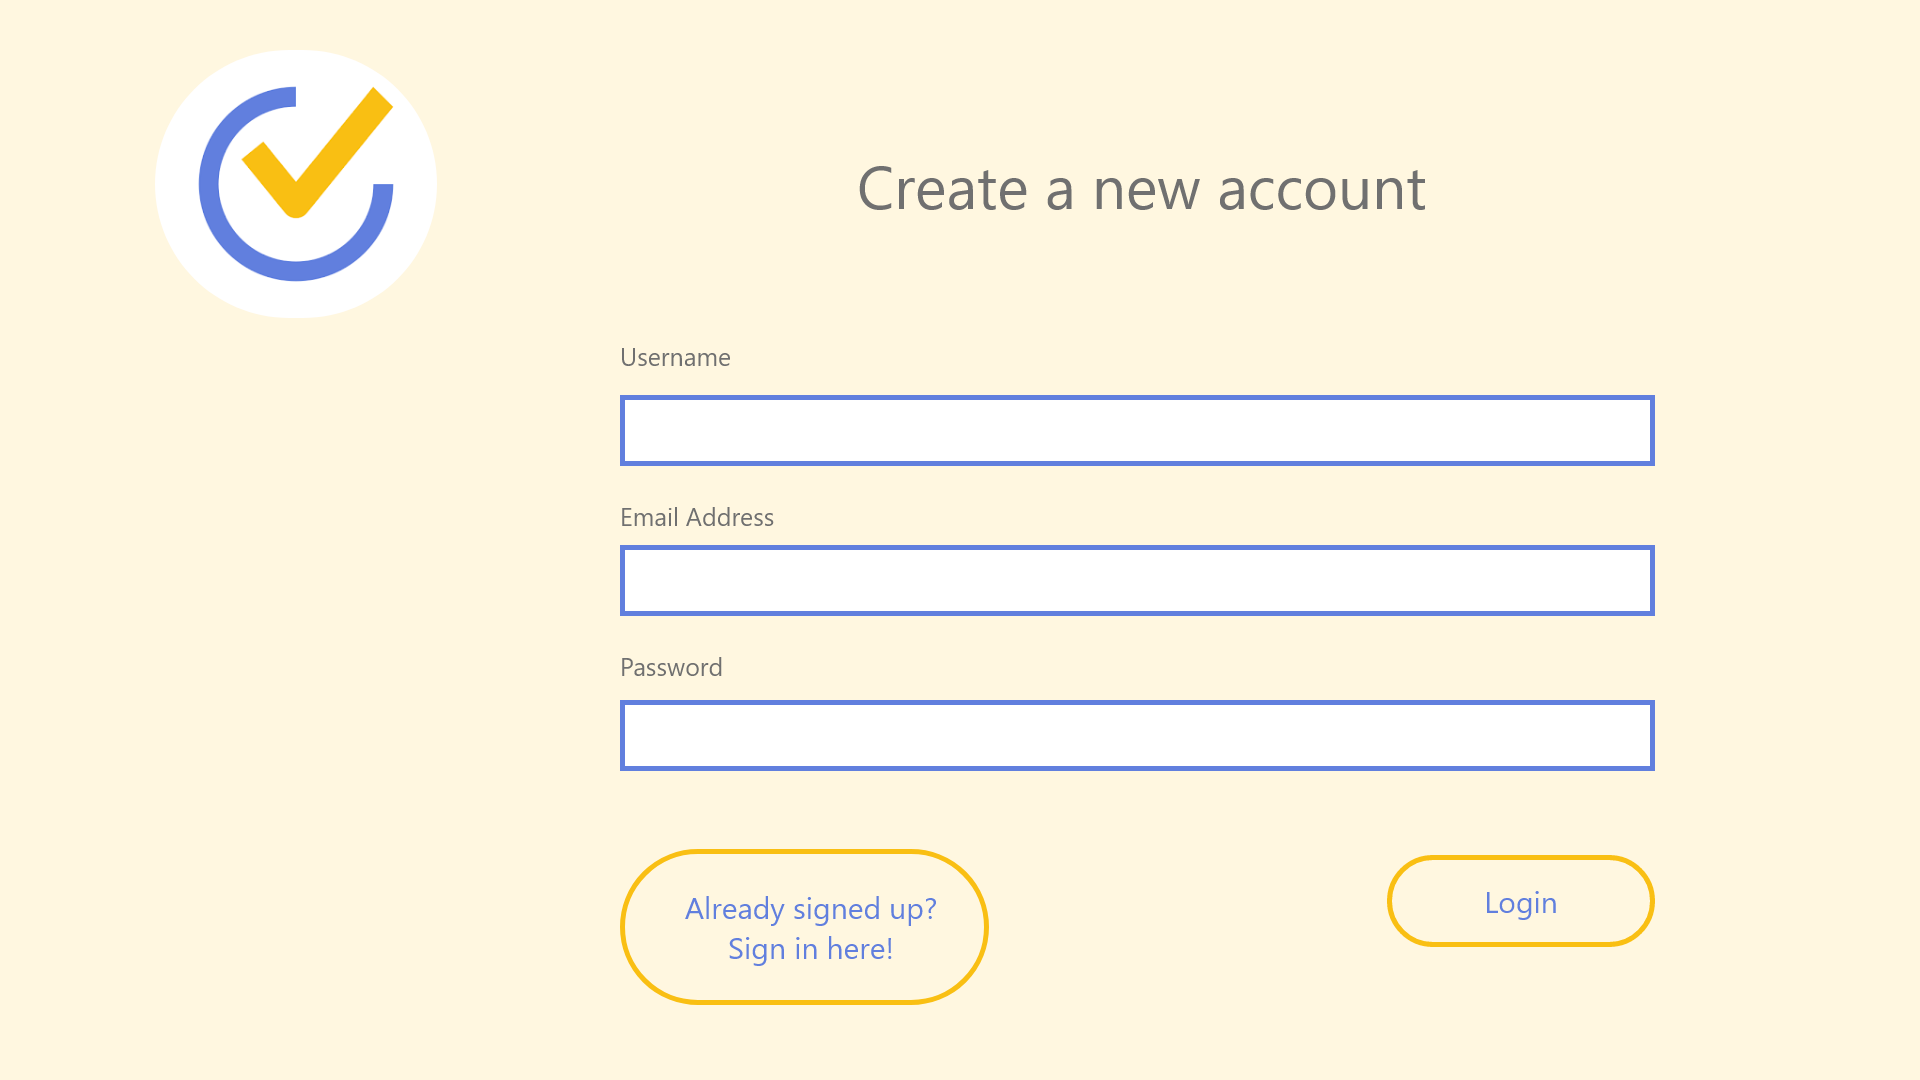 Create a new account
Username
Email Address
Password
Already signed up?
Sign in here!
Login